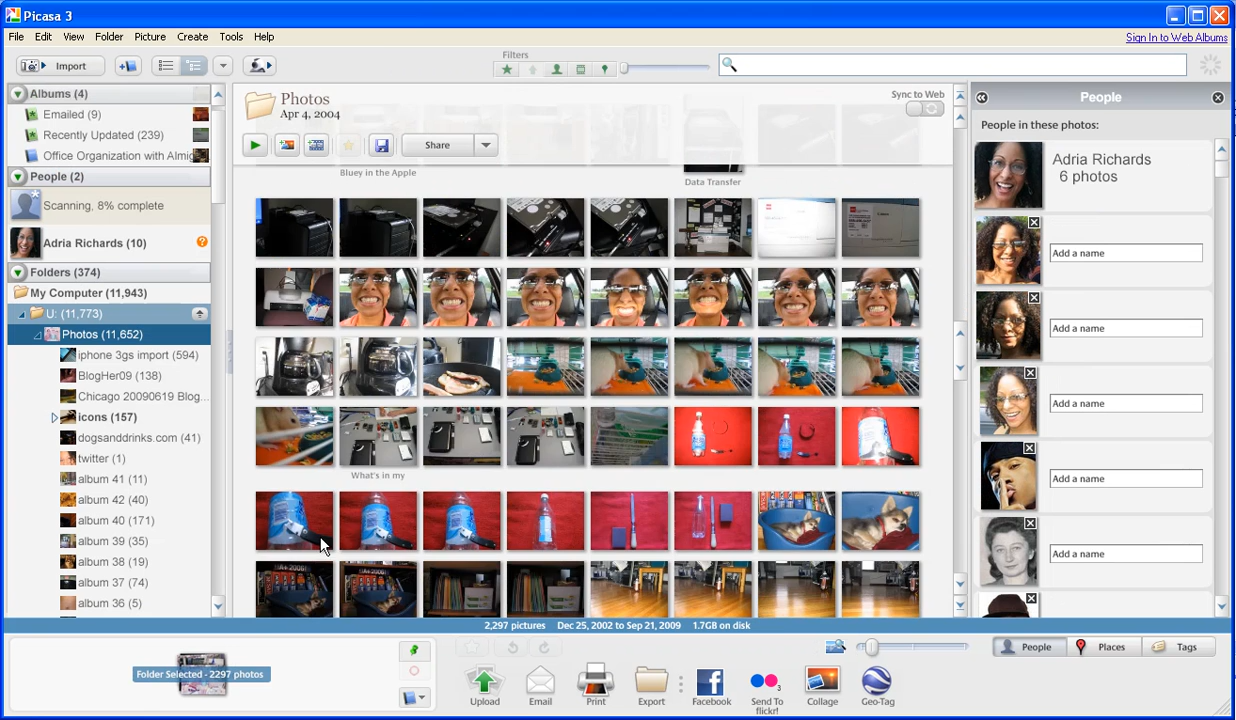 Picasa 3
File Edit View Folder Picture Create Tools Help
Sign In to Web Albums
Import
Filters
Albums (4)
Emailed (9)
Recently Updated (239)
Office Organization with Almig
People (2)
Scanning, 8% complete
Adria Richards (10)
Folders (374)
My Computer (11,943)
U: (11,773)
Photos (11,652)
iphone 3gs import (594)
BlogHer09 (138)
Chicago 20090619 Blog...
icons (157)
dogsanddrinks.com (41)
twitter (1)
album 41 (11)
album 42 (40)
album 40 (171)
album 39 (35)
album 38 (19)
album 37 (74)
album 36 (5)
Photos
Apr 4, 2004
Sync to Web
Share
Bluey in the Apple
Data Transfer
What's in my
People
People in these photos:
Adria Richards
6 photos
Add a name
Add a name
Add a name
Add a name
Add a name
2,297 pictures Dec 25, 2002 to Sep 21, 2009 1.7GB on disk
Folder Selected - 2297 photos
People Places Tags
Upload Email Print Export Facebook Send To flickr! Collage Geo-Tag